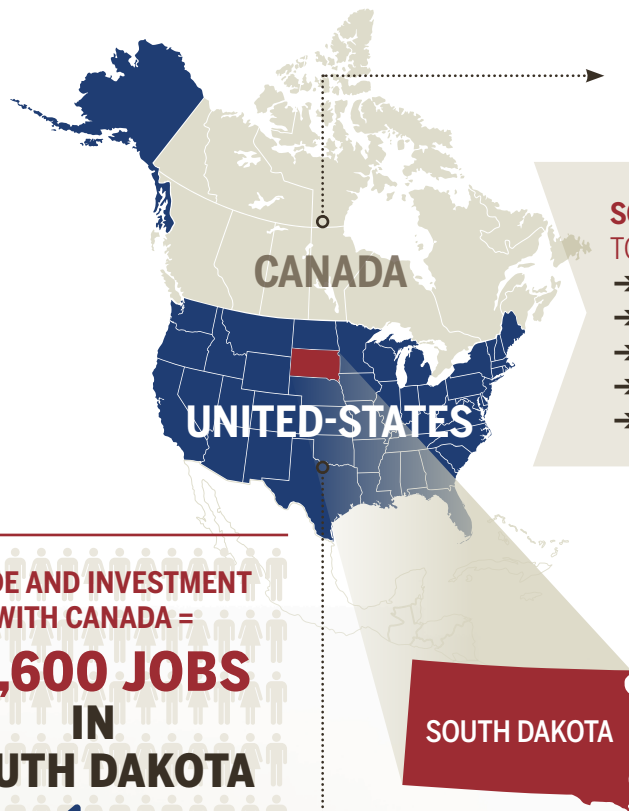 CANADA
UNITED-STATES
DE AND INVESTMENT
WITH CANADA =
,600 JOBS
IN
UTH DAKOTA
SOUTH DAKOTA